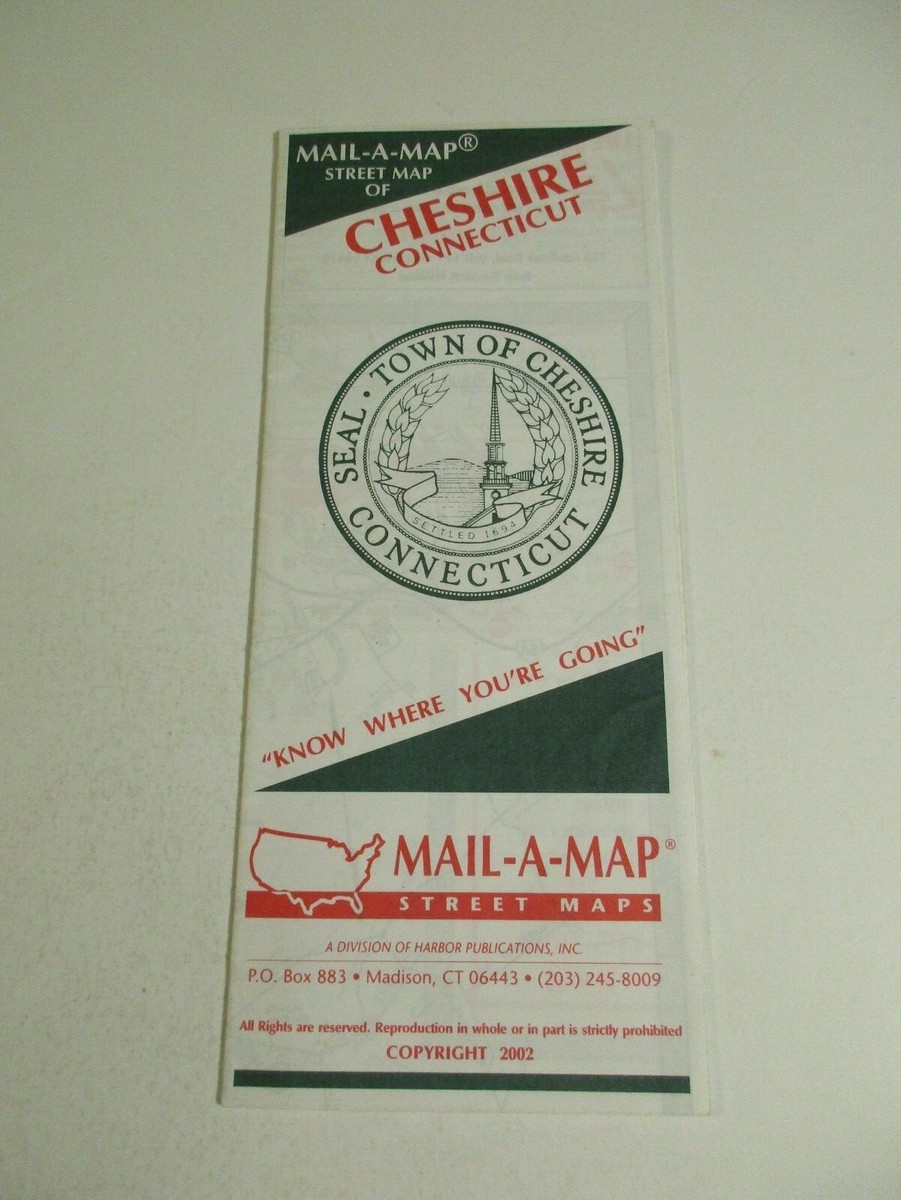 MAIL-A-MAP®
STREET MAP
OF
CHESHIRE
CONNECTICUT
SEAL · TOWN OF CHESHIRE
CONNECTICUT
SETTLED 1694
"KNOW WHERE YOU'RE GOING"
MAIL-A-MAP®
STREET MAPS
A DIVISION OF HARBOR PUBLICATIONS, INC.
P.O. Box 883 • Madison, CT 06443 • (203) 245-8009
All Rights are reserved. Reproduction in whole or in part is strictly prohibited
COPYRIGHT 2002